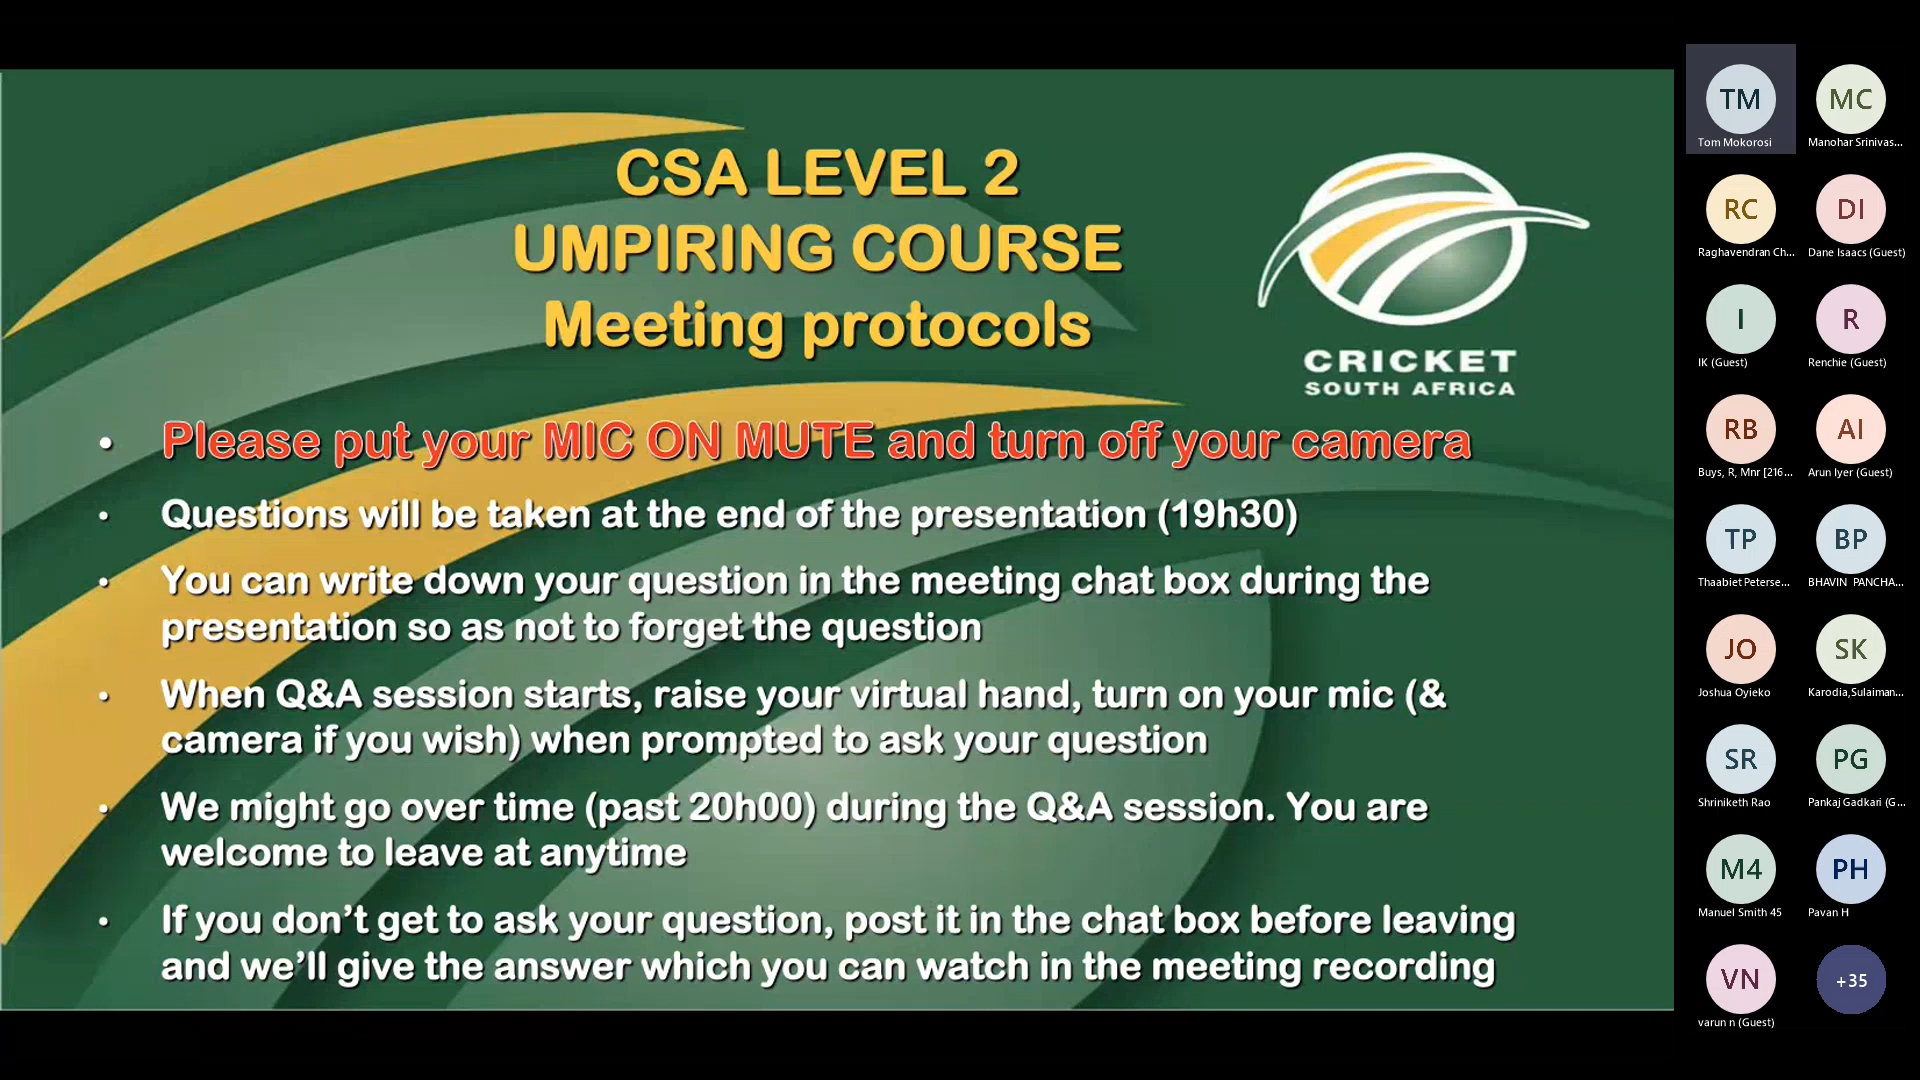 CSA LEVEL 2
UMPIRING COURSE
Meeting protocols
CRICKET
SOUTH AFRICA
• Please put your MIC ON MUTE and turn off your camera
• Questions will be taken at the end of the presentation (19h30)
• You can write down your question in the meeting chat box during the
presentation so as not to forget the question
• When Q&A session starts, raise your virtual hand, turn on your mic (&
camera if you wish) when prompted to ask your question
• We might go over time (past 20h00) during the Q&A session. You are
welcome to leave at anytime
• If you don’t get to ask your question, post it in the chat box before leaving
and we’ll give the answer which you can watch in the meeting recording
TM MC
Tom Mokorosi Manohar Srinivas...
RC DI
Raghavendran Ch... Dane Isaacs (Guest)
I R
IK (Guest) Renchie (Guest)
RB AI
Buys, R, Mnr [216... Arun Iyer (Guest)
TP BP
Thaabiet Peterse... BHAVIN PANCHA...
JO SK
Joshua Oyieko Karodia,Sulaiman...
SR PG
Shriniketh Rao Pankaj Gadkari (G...
M4 PH
Manuel Smith 45 Pavan H
VN +35
varun n (Guest)